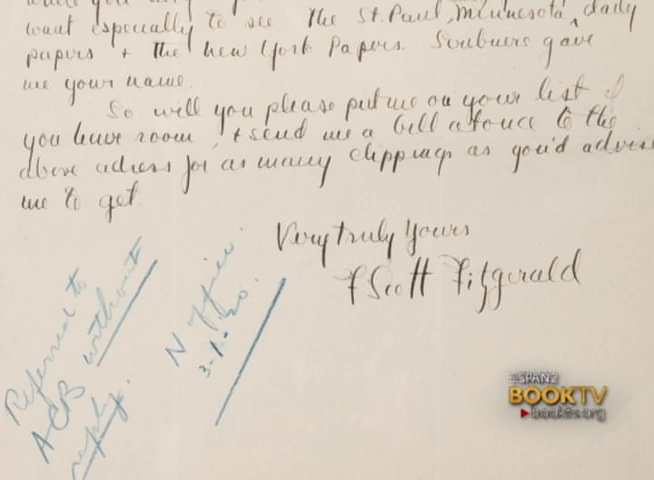 want especially to see the St. Paul, Minnesota ^ daily
papers + the New York Papers. Scribners gave
me your name
So will you please put me on your list if
you have room, + send me a bill at once to the
above adress for as many clippings as you'd advise
me to get.
Very truly Yours
F Scott Fitzgerald
Referred to
ACB without
reply.
N office.
3-1-20.
CSPAN2
BOOKTV
booktv.org